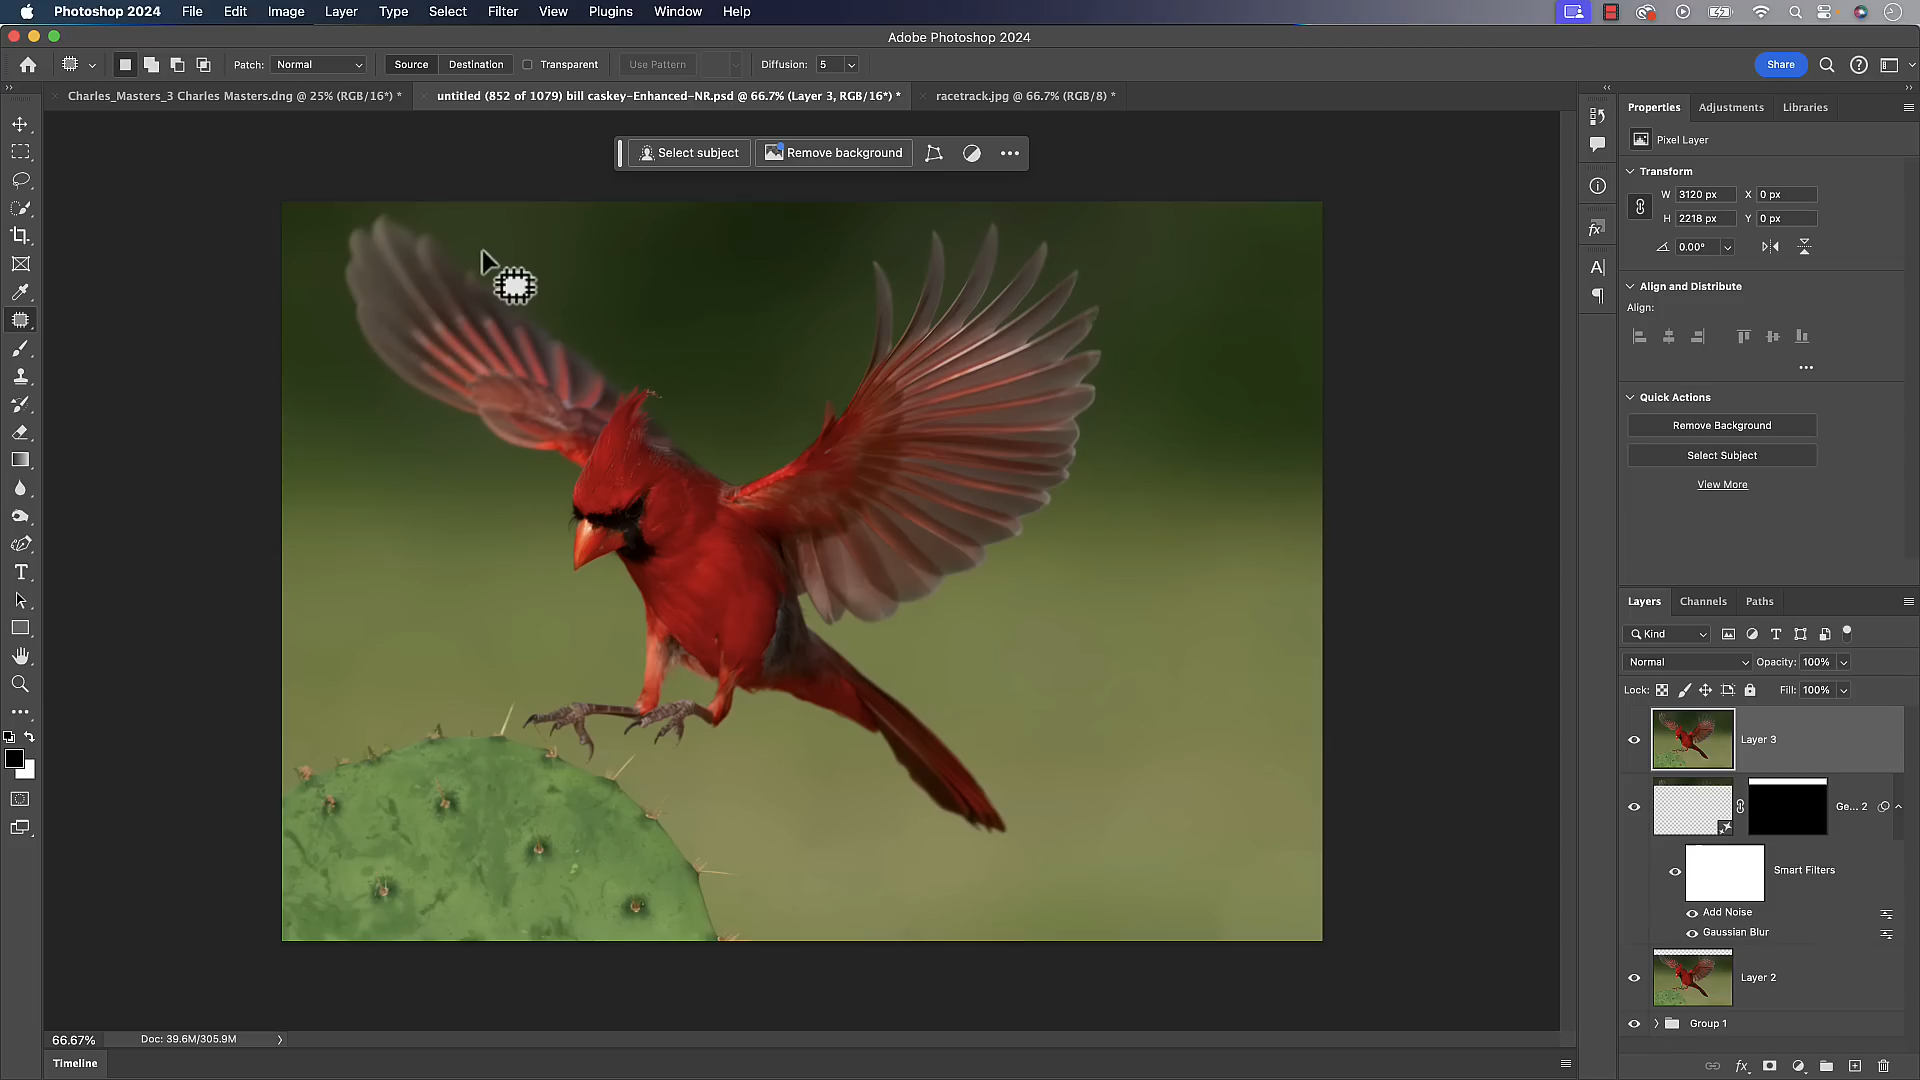 Photoshop 2024 File Edit Image Layer Type Select Filter View Plugins Window Help
Adobe Photoshop 2024
Patch: Normal Source Destination Transparent Use Pattern Diffusion: 5 Share
Charles_Masters_3 Charles Masters.dng @ 25% (RGB/16*) *
untitled (852 of 1079) bill caskey-Enhanced-NR.psd @ 66.7% (Layer 3, RGB/16*) *
racetrack.jpg @ 66.7% (RGB/8) *
Select subject Remove background
Properties Adjustments Libraries
Pixel Layer
Transform
W 3120 px X 0 px
H 2218 px Y 0 px
0.00°
Align and Distribute
Align:
Quick Actions
Remove Background
Select Subject
View More
Layers Channels Paths
Kind
Normal Opacity: 100%
Lock: Fill: 100%
Layer 3
Ge... 2
Smart Filters
Add Noise
Gaussian Blur
Layer 2
Group 1
66.67% Doc: 39.6M/305.9M
Timeline